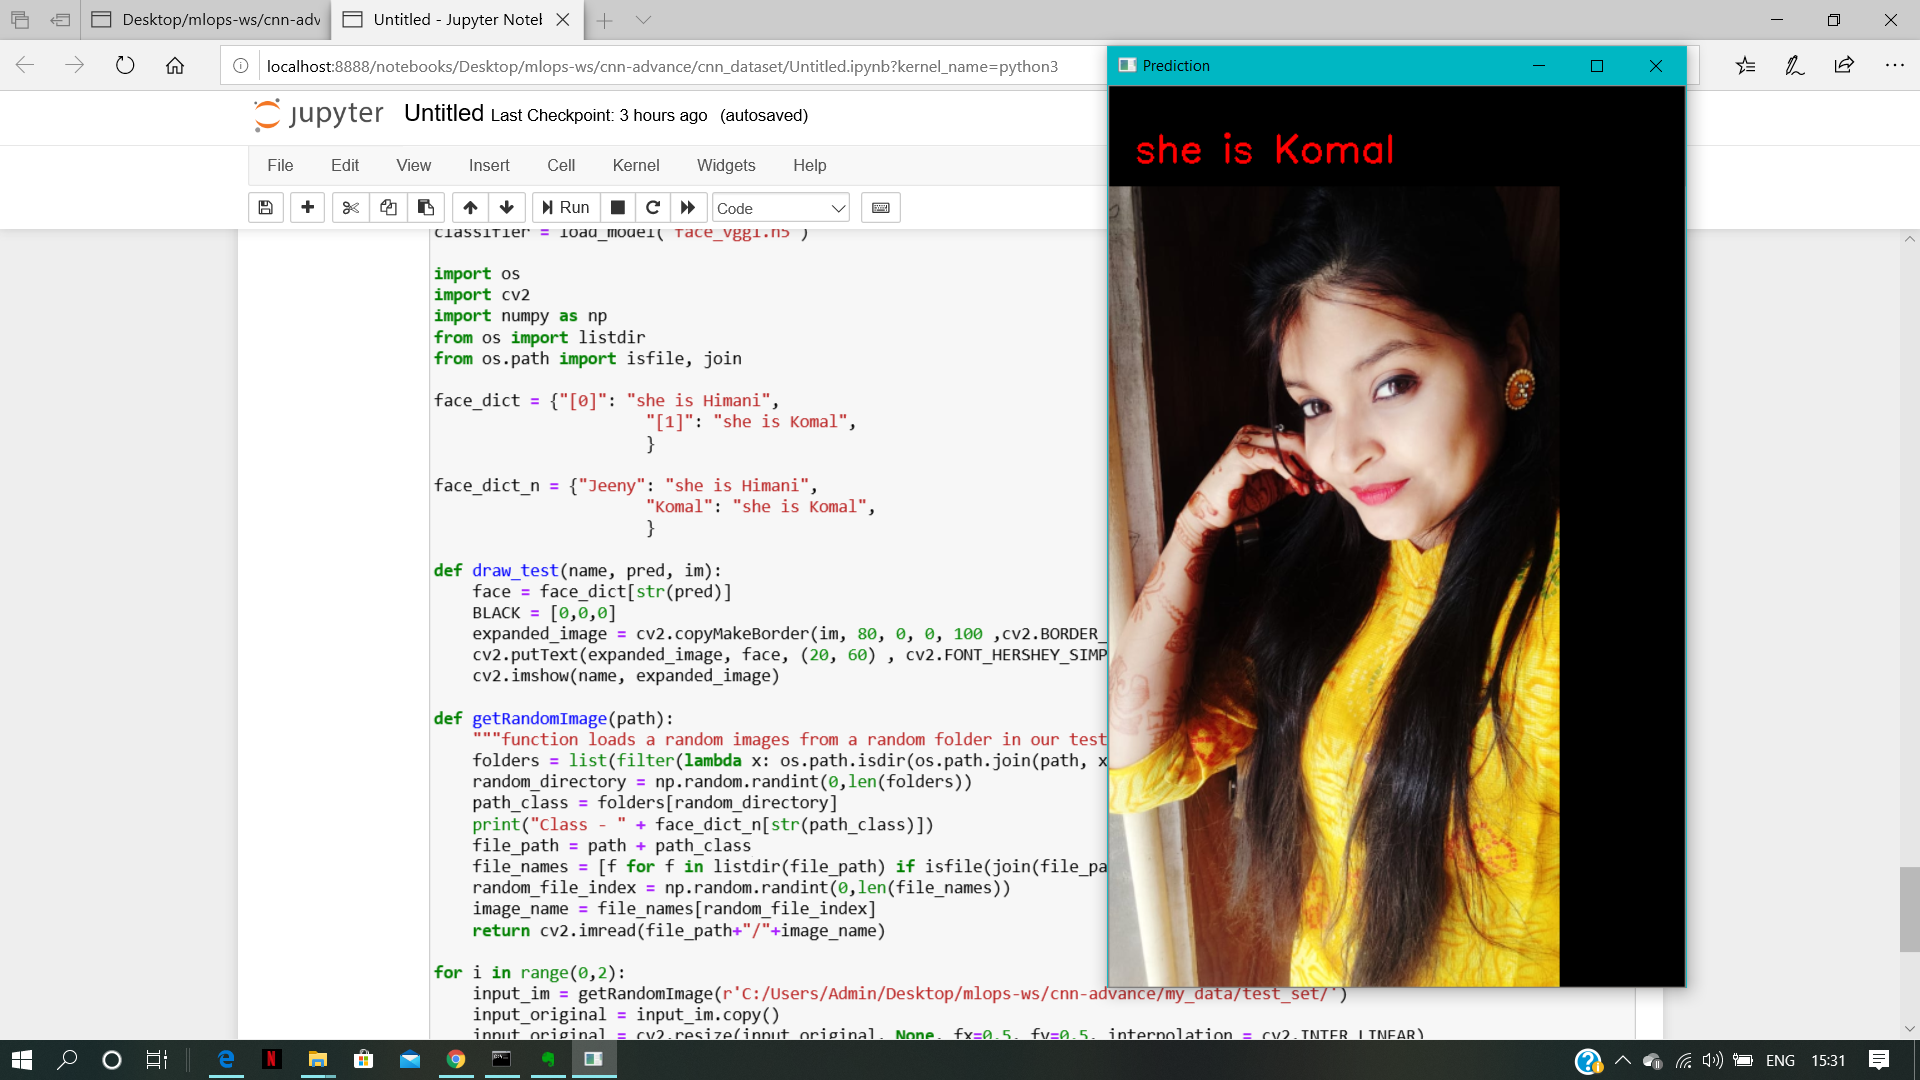 Desktop/mlops-ws/cnn-adv
Untitled - Jupyter Notel
localhost:8888/notebooks/Desktop/mlops-ws/cnn-advance/cnn_dataset/Untitled.ipynb?kernel_name=python3
jupyter Untitled Last Checkpoint: 3 hours ago (autosaved)
File Edit View Insert Cell Kernel Widgets Help
Run Code
classifier = load_model('face_vgg1.h5')
import os
import cv2
import numpy as np
from os import listdir
from os.path import isfile, join
face_dict = {"[0]": "she is Himani",
"[1]": "she is Komal",
}
face_dict_n = {"Jeeny": "she is Himani",
"Komal": "she is Komal",
}
def draw_test(name, pred, im):
face = face_dict[str(pred)]
BLACK = [0,0,0]
expanded_image = cv2.copyMakeBorder(im, 80, 0, 0, 100 ,cv2.BORDER_
cv2.putText(expanded_image, face, (20, 60) , cv2.FONT_HERSHEY_SIMP
cv2.imshow(name, expanded_image)
def getRandomImage(path):
"""function loads a random images from a random folder in our test
folders = list(filter(lambda x: os.path.isdir(os.path.join(path, x
random_directory = np.random.randint(0,len(folders))
path_class = folders[random_directory]
print("Class - " + face_dict_n[str(path_class)])
file_path = path + path_class
file_names = [f for f in listdir(file_path) if isfile(join(file_pa
random_file_index = np.random.randint(0,len(file_names))
image_name = file_names[random_file_index]
return cv2.imread(file_path+"/"+image_name)
for i in range(0,2):
input_im = getRandomImage(r'C:/Users/Admin/Desktop/mlops-ws/cnn-advance/my_data/test_set/')
input_original = input_im.copy()
input_original = cv2.resize(input_original, None, fx=0.5, fy=0.5, interpolation = cv2.INTER_LINEAR)
Prediction
she is Komal
ENG 15:31